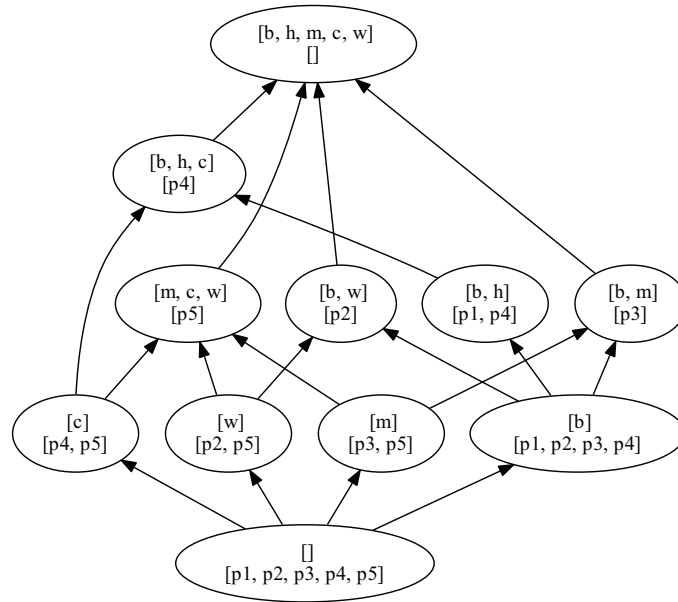 [b, h, m, c, w]
[]
[b, h, c]
[p4]
[m, c, w]
[p5]
[b, w]
[p2]
[b, h]
[p1, p4]
[b, m]
[p3]
[c]
[p4, p5]
[w]
[p2, p5]
[m]
[p3, p5]
[b]
[p1, p2, p3, p4]
[]
[p1, p2, p3, p4, p5]